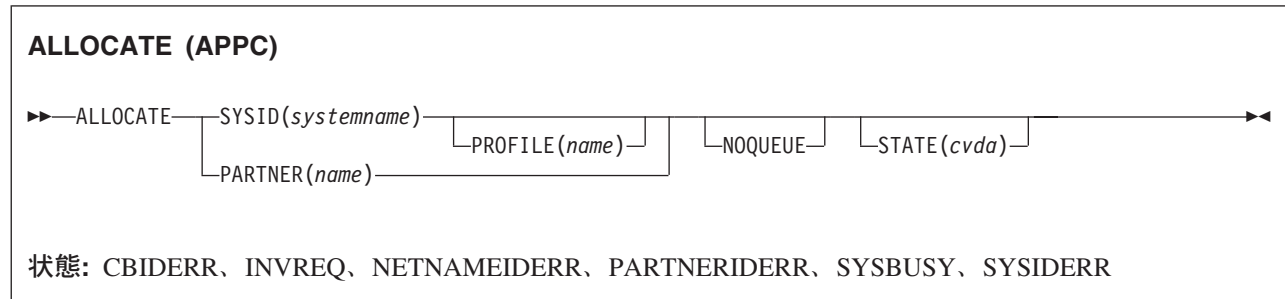 ALLOCATE (APPC)
ALLOCATE SYSID(systemname) PROFILE(name) NOQUEUE STATE(cvda)
PARTNER(name)
状態: CBIDERR、INVREQ、NETNAMEIDERR、PARTNERIDERR、SYSBUSY、SYSIDERR